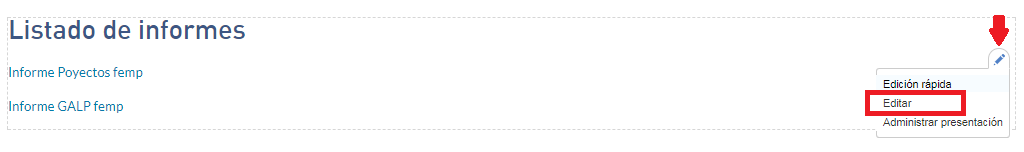 Listado de informes
Informe Poyectos femp
Informe GALP femp
Edición rápida
Editar
Administrar presentación